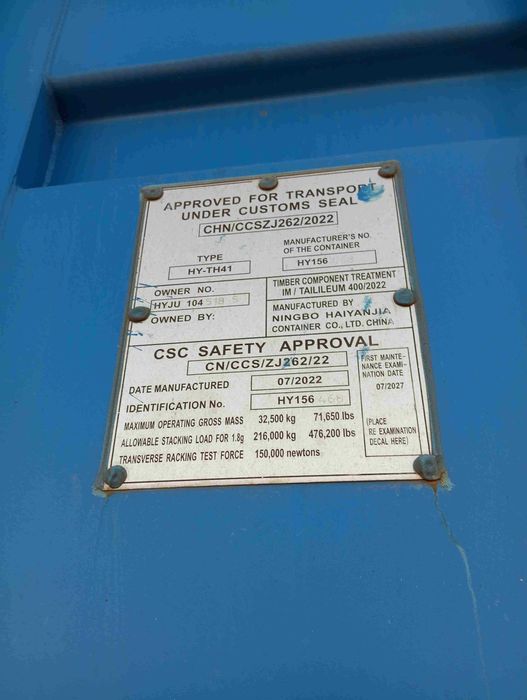 APPROVED FOR TRANSPORT
UNDER CUSTOMS SEAL
CHN/CCSZJ262/2022
TYPE
HY-TH41
MANUFACTURER'S NO.
OF THE CONTAINER
HY156
OWNER NO.
HYJU 104
OWNED BY:
TIMBER COMPONENT TREATMENT
IM / TAILILEUM 400/2022
MANUFACTURED BY
NINGBO HAIYANJIA
CONTAINER CO., LTD. CHINA
CSC SAFETY APPROVAL
CN/CCS/ZJ262/22
DATE MANUFACTURED 07/2022
IDENTIFICATION No. HY156
MAXIMUM OPERATING GROSS MASS 32,500 kg 71,650 lbs
ALLOWABLE STACKING LOAD FOR 1.8g 216,000 kg 476,200 lbs
TRANSVERSE RACKING TEST FORCE 150,000 newtons
FIRST MAINTE-
NANCE EXAMI-
NATION DATE
07/2027
(PLACE
RE EXAMINATION
DECAL HERE)